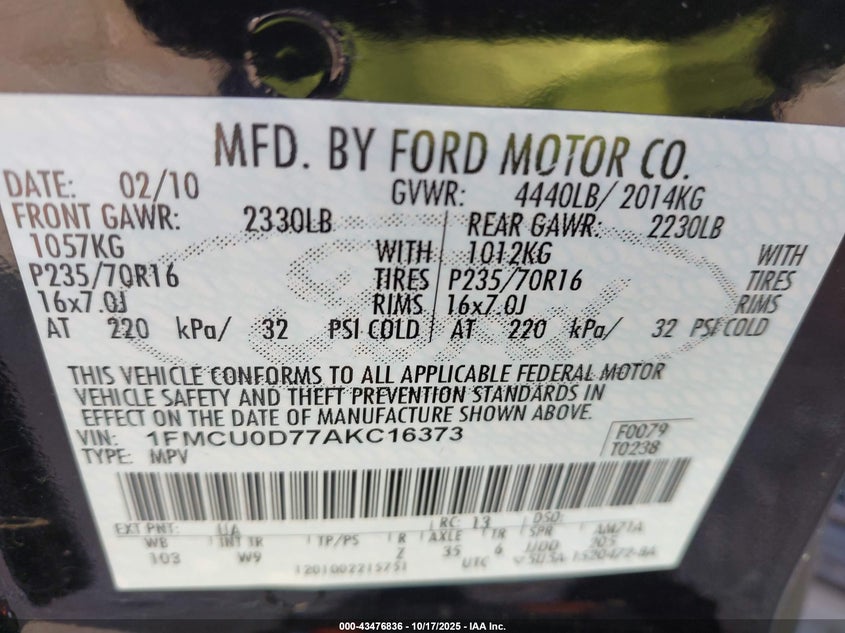 MFD. BY FORD MOTOR CO.
DATE: 02/10 GVWR: 4440LB/ 2014KG
FRONT GAWR: 2330LB REAR GAWR: 2230LB
1057KG WITH 1012KG WITH
P235/70R16 TIRES P235/70R16 TIRES
16x7.0J RIMS 16x7.0J RIMS
AT 220 kPa/ 32 PSI COLD AT 220 kPa/ 32 PSI COLD
THIS VEHICLE CONFORMS TO ALL APPLICABLE FEDERAL MOTOR
VEHICLE SAFETY AND THEFT PREVENTION STANDARDS IN
EFFECT ON THE DATE OF MANUFACTURE SHOWN ABOVE.
VIN: 1FMCU0D77AKC16373 F0079
TYPE: MPV T0238
EXT PNT: UA RC: 13 DSO:
WB INT TR TP/PS R AXLE TR SPR
103 W9 Z 35 6
1201002215751 UTC
000-43476836 - 10/17/2025 - IAA Inc.